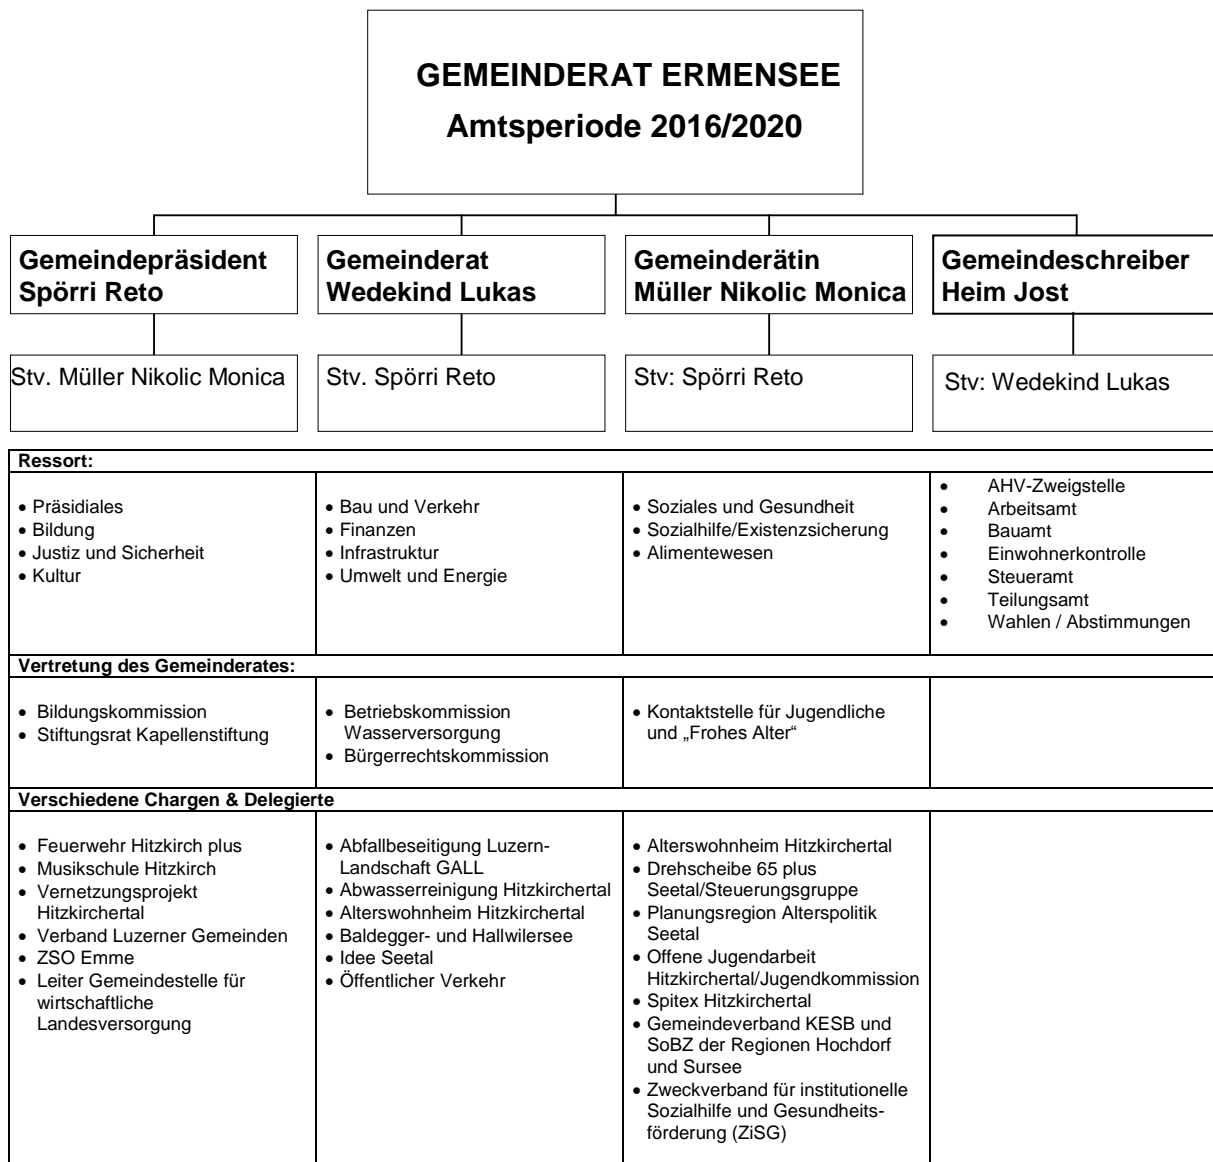 GEMEINDERAT ERMENSEE
Amtsperiode 2016/2020
Gemeindepräsident
Spörri Reto
Gemeinderat
Wedekind Lukas
Gemeinderätin
Müller Nikolic Monica
Gemeindeschreiber
Heim Jost
Stv. Müller Nikolic Monica
Stv. Spörri Reto
Stv: Spörri Reto
Stv: Wedekind Lukas
Ressort:
• Präsidiales
• Bildung
• Justiz und Sicherheit
• Kultur
• Bau und Verkehr
• Finanzen
• Infrastruktur
• Umwelt und Energie
• Soziales und Gesundheit
• Sozialhilfe/Existenzsicherung
• Alimentewesen
• AHV-Zweigstelle
• Arbeitsamt
• Bauamt
• Einwohnerkontrolle
• Steueramt
• Teilungsamt
• Wahlen / Abstimmungen
Vertretung des Gemeinderates:
• Bildungskommission
• Stiftungsrat Kapellenstiftung
• Betriebskommission
Wasserversorgung
• Bürgerrechtskommission
• Kontaktstelle für Jugendliche
und „Frohes Alter“
Verschiedene Chargen & Delegierte
• Feuerwehr Hitzkirch plus
• Musikschule Hitzkirch
• Vernetzungsprojekt
Hitzkirchertal
• Verband Luzerner Gemeinden
• ZSO Emme
• Leiter Gemeindestelle für
wirtschaftliche
Landesversorgung
• Abfallbeseitigung Luzern-
Landschaft GALL
• Abwasserreinigung Hitzkirchertal
• Alterswohnheim Hitzkirchertal
• Baldegger- und Hallwilersee
• Idee Seetal
• Öffentlicher Verkehr
• Alterswohnheim Hitzkirchertal
• Drehscheibe 65 plus
Seetal/Steuerungsgruppe
• Planungsregion Alterspolitik
Seetal
• Offene Jugendarbeit
Hitzkirchertal/Jugendkommission
• Spitex Hitzkirchertal
• Gemeindeverband KESB und
SoBZ der Regionen Hochdorf
und Sursee
• Zweckverband für institutionelle
Sozialhilfe und Gesundheits-
förderung (ZiSG)